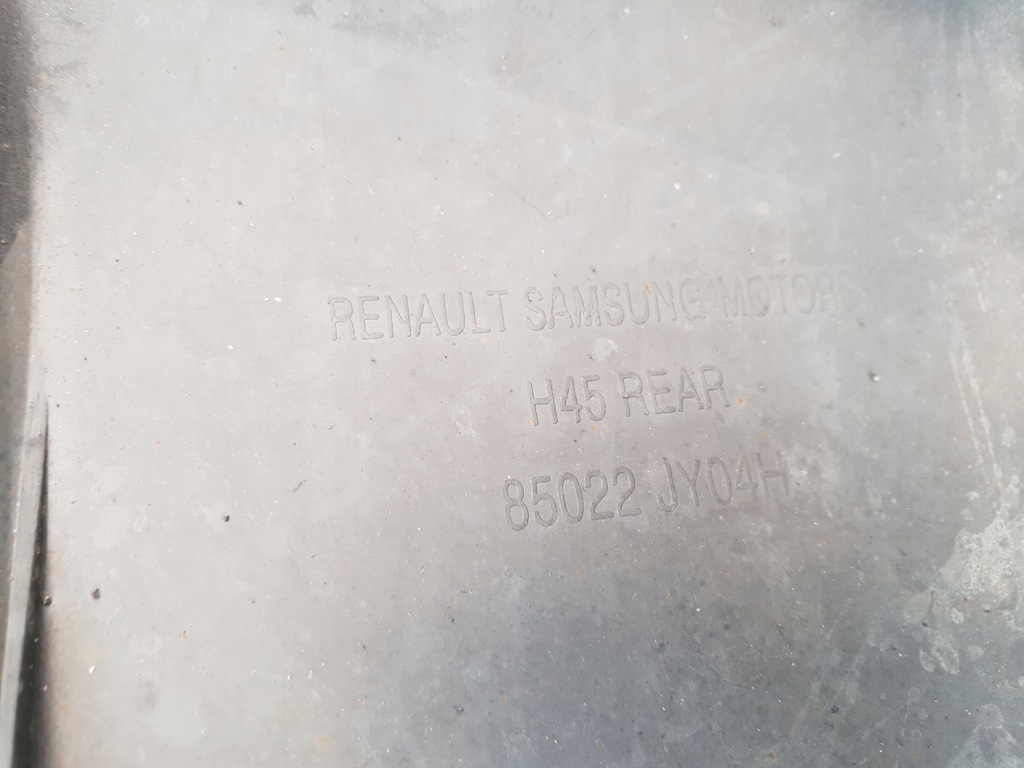 RENAULT SAMSUNG MOTORS
H45 REAR
85022 JY04H